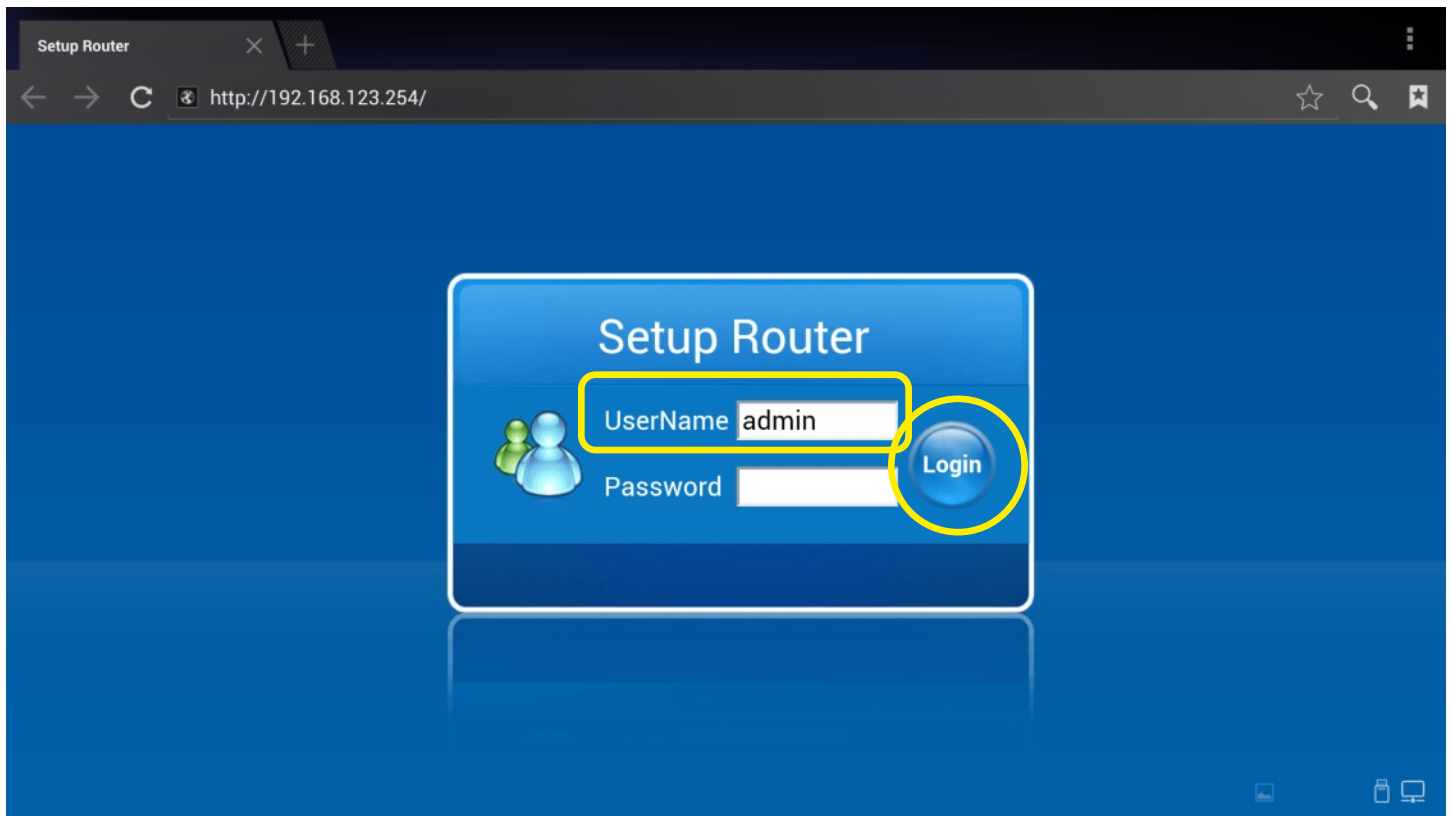 Setup Router
http://192.168.123.254/
Setup Router
UserName admin
Password
Login